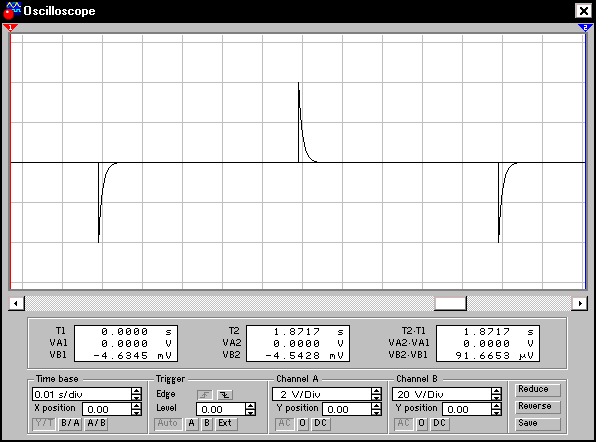 Oscilloscope
1 2
T1 0.0000 s T2 1.8717 s T2-T1 1.8717 s
VA1 0.0000 V VA2 0.0000 V VA2-VA1 0.0000 V
VB1 -4.6345 mV VB2 -4.5428 mV VB2-VB1 91.6653 µV
Time base Trigger Channel A Channel B
0.01 s/div Edge 2 V/Div 20 V/Div Reduce
X position 0.00 Level 0.00 Y position 0.00 Y position 0.00 Reverse
Y/T B/A A/B Auto A B Ext AC 0 DC AC 0 DC Save